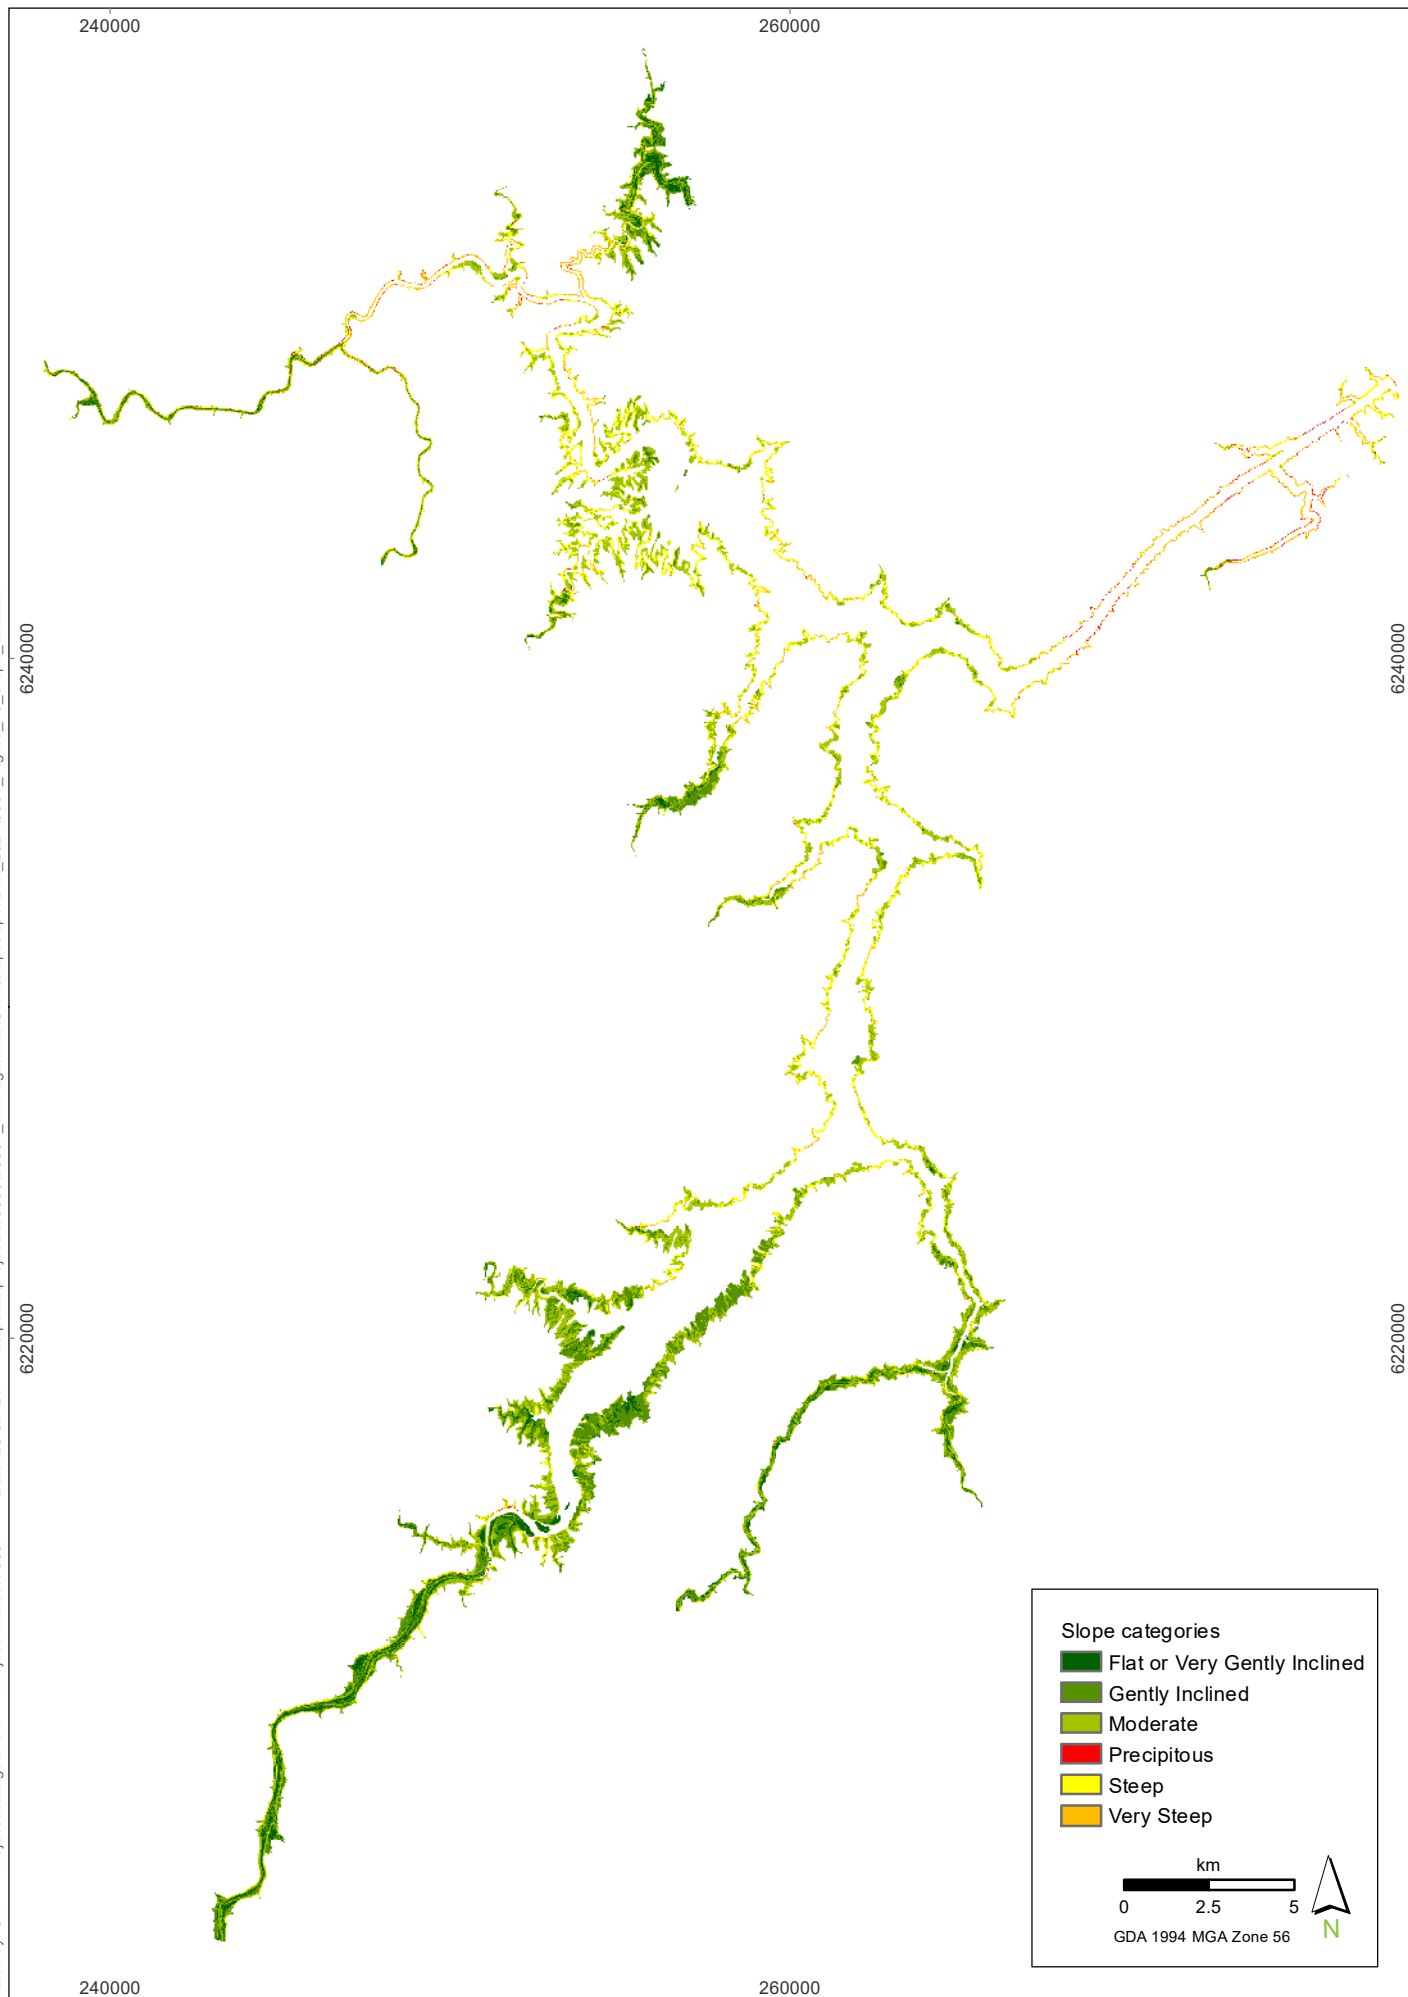 240000
260000
6240000
6240000
6220000
6220000
Slope categories
Flat or Very Gently Inclined
Gently Inclined
Moderate
Precipitous
Steep
Very Steep
km
0 2.5 5
GDA 1994 MGA Zone 56
N
240000
260000